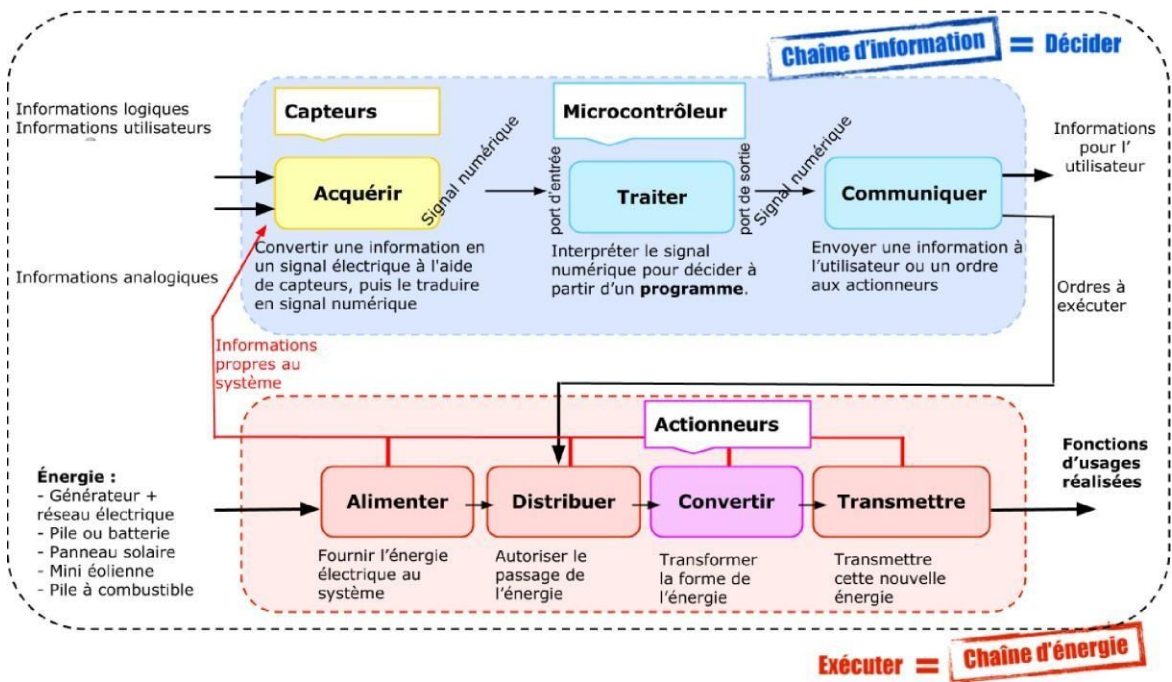 Chaîne d'information = Décider
Informations logiques
Informations utilisateurs
Capteurs
Microcontrôleur
Acquérir
Signal numérique
port d'entrée
Traiter
port de sortie
Signal numérique
Communiquer
Informations
pour l'
utilisateur
Convertir une information en
un signal électrique à l'aide
de capteurs, puis le traduire
en signal numérique
Interpréter le signal
numérique pour décider à
partir d'un programme.
Envoyer une information à
l'utilisateur ou un ordre
aux actionneurs
Informations analogiques
Ordres à
exécuter
Informations
propres au
système
Actionneurs
Énergie :
- Générateur +
réseau électrique
- Pile ou batterie
- Panneau solaire
- Mini éolienne
- Pile à combustible
Alimenter
Distribuer
Convertir
Transmettre
Fonctions
d'usages
réalisées
Fournir l'énergie
électrique au
système
Autoriser le
passage de
l'énergie
Transformer
la forme de
l'énergie
Transmettre
cette nouvelle
énergie
Exécuter = Chaîne d'énergie